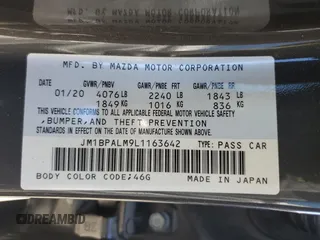 MFD. BY MAZDA MOTOR CORPORATION
GVWR/PNBV GAWR/PNBE FRT GAWR/PNBE RR
01/20 4076LB 2240 LB 1843 LB
1849KG 1016 KG 836 KG
THIS VEHICLE CONFORMS TO ALL APPLICABLE
FEDERAL MOTOR VEHICLE SAFETY
,BUMPER,AND THEFT PREVENTION
STANDARDS IN EFFECT ON THE DATE OF
MANUFACTURE SHOWN ABOVE.
JM1BPALM9L1163642 TYPE: PASS CAR
BODY COLOR CODE;46G MADE IN JAPAN
DREAMBID